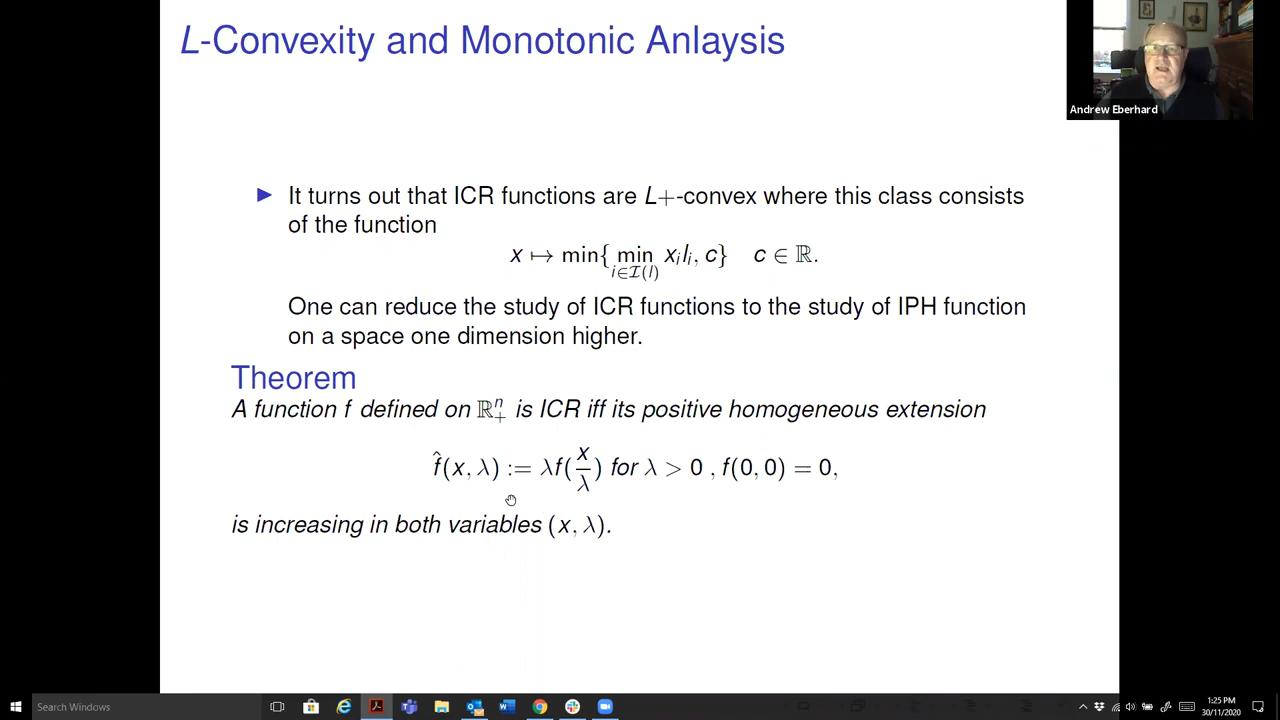 L-Convexity and Monotonic Anlaysis
Andrew Eberhard
▶ It turns out that ICR functions are L+-convex where this class consists
of the function
x ↦ min{ min_{i∈I(l)} x_i l_i, c}   c ∈ ℝ.
One can reduce the study of ICR functions to the study of IPH function
on a space one dimension higher.
Theorem
A function f defined on ℝ^n_+ is ICR iff its positive homogeneous extension
f̂(x, λ) := λf(x/λ) for λ > 0 , f(0, 0) = 0,
is increasing in both variables (x, λ).
Search Windows
1:25 PM
30/11/2020